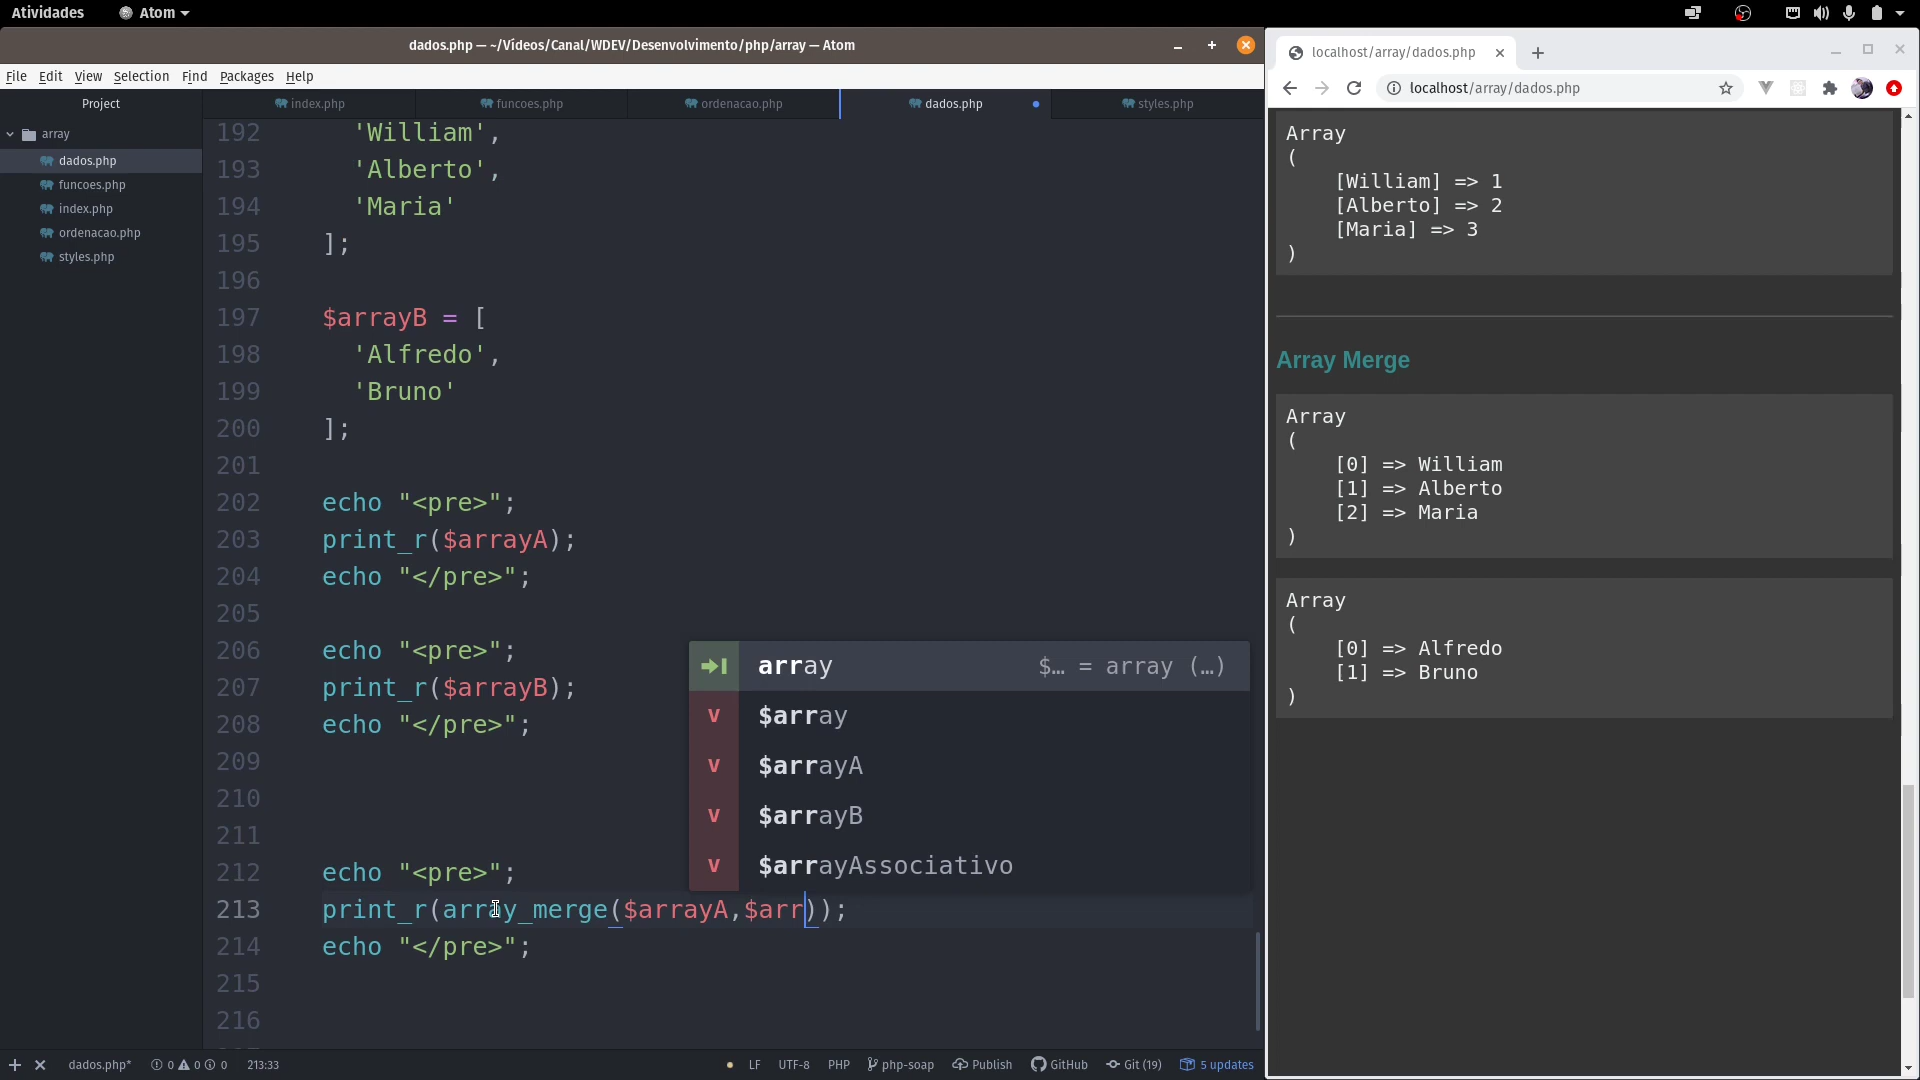 Atividades
Atom
dados.php — ~/Vídeos/Canal/WDEV/Desenvolvimento/php/array — Atom
File Edit View Selection Find Packages Help
Project
array
dados.php
funcoes.php
index.php
ordenacao.php
styles.php
index.php
funcoes.php
ordenacao.php
dados.php
styles.php
192 'William',
193 'Alberto',
194 'Maria'
195 ];
196
197 $arrayB = [
198 'Alfredo',
199 'Bruno'
200 ];
201
202 echo "<pre>";
203 print_r($arrayA);
204 echo "</pre>";
205
206 echo "<pre>";
207 print_r($arrayB);
208 echo "</pre>";
209
210
211
212 echo "<pre>";
213 print_r(array_merge($arrayA,$arr));
214 echo "</pre>";
215
216
array $… = array (…)
v $array
v $arrayA
v $arrayB
v $arrayAssociativo
dados.php* 0 0 0 213:33
LF UTF-8 PHP php-soap Publish GitHub Git (19) 5 updates
localhost/array/dados.php
localhost/array/dados.php
Array
(
[William] => 1
[Alberto] => 2
[Maria] => 3
)
Array Merge
Array
(
[0] => William
[1] => Alberto
[2] => Maria
)
Array
(
[0] => Alfredo
[1] => Bruno
)